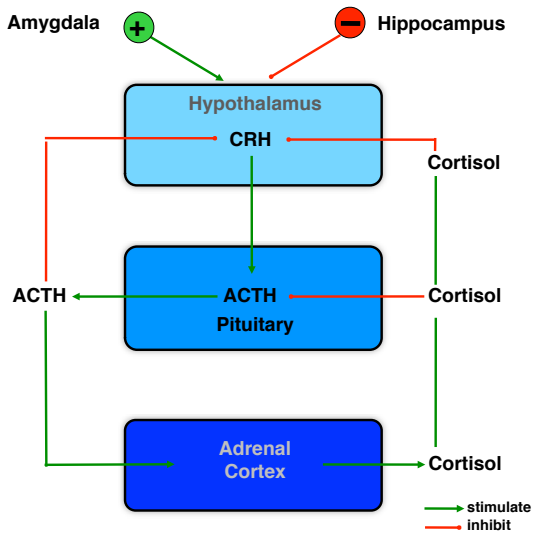 Amygdala
+
−
Hippocampus
Hypothalamus
CRH
Cortisol
ACTH
ACTH
Cortisol
Pituitary
Adrenal
Cortex
Cortisol
stimulate
inhibit